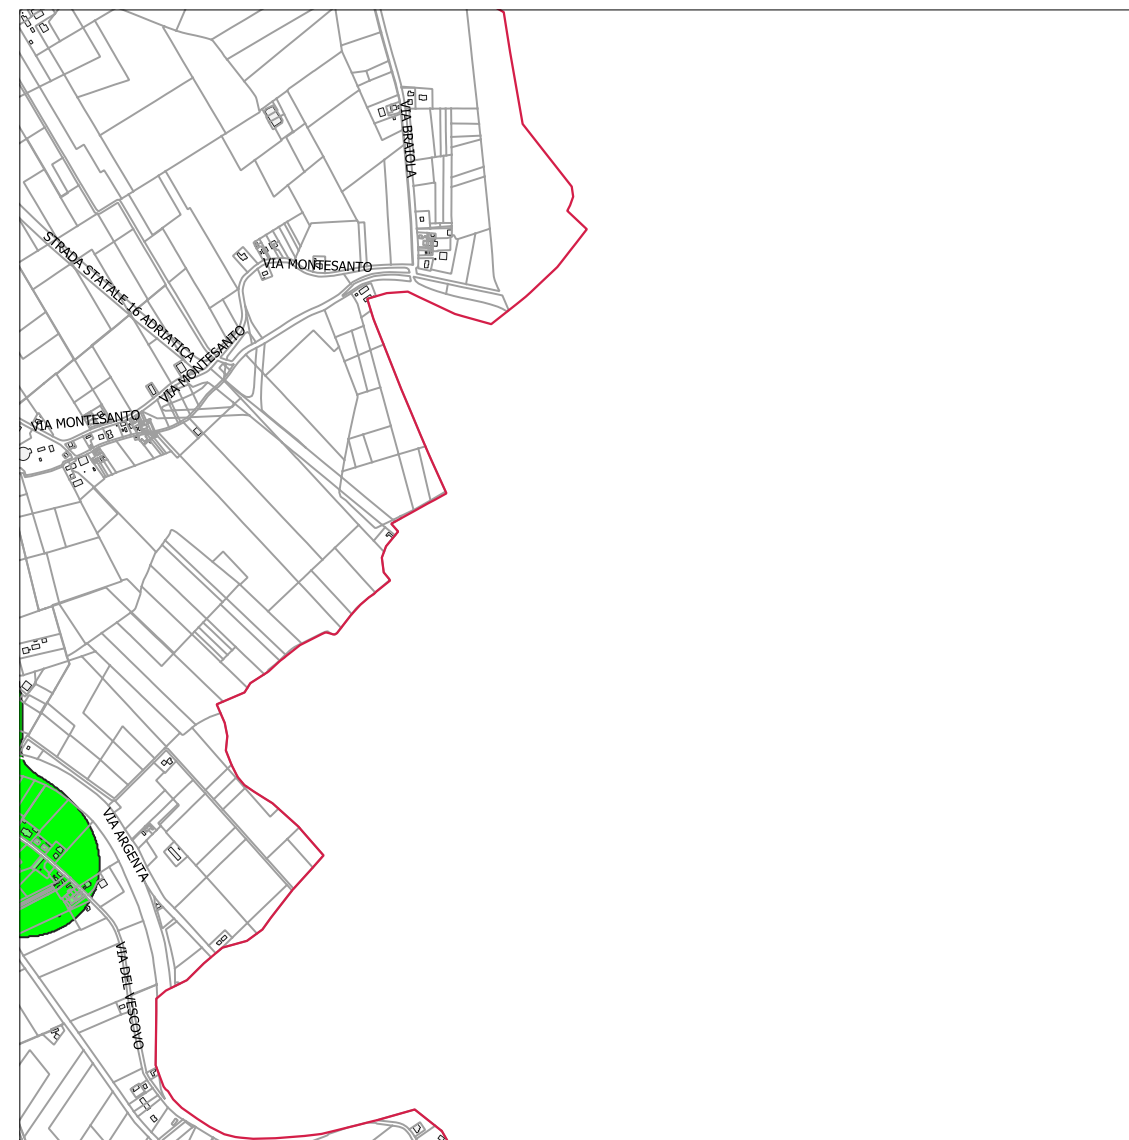 VIA BRAIOLA
STRADA STATALE 16 ADRIATICA
VIA MONTESANTO
VIA MONTESANTO
VIA MONTESANTO
VIA ARGENTA
VIA DEL VESCOVO